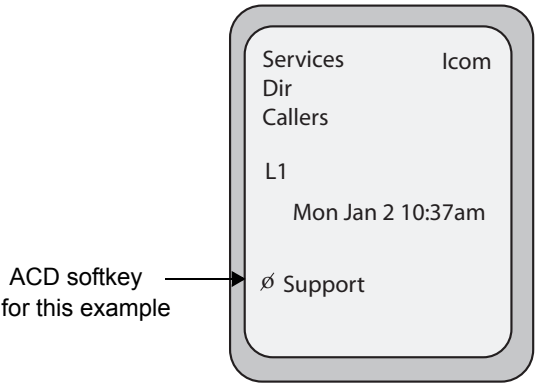 Services Icom
Dir
Callers
L1
Mon Jan 2 10:37am
ACD softkey
for this example
ø Support